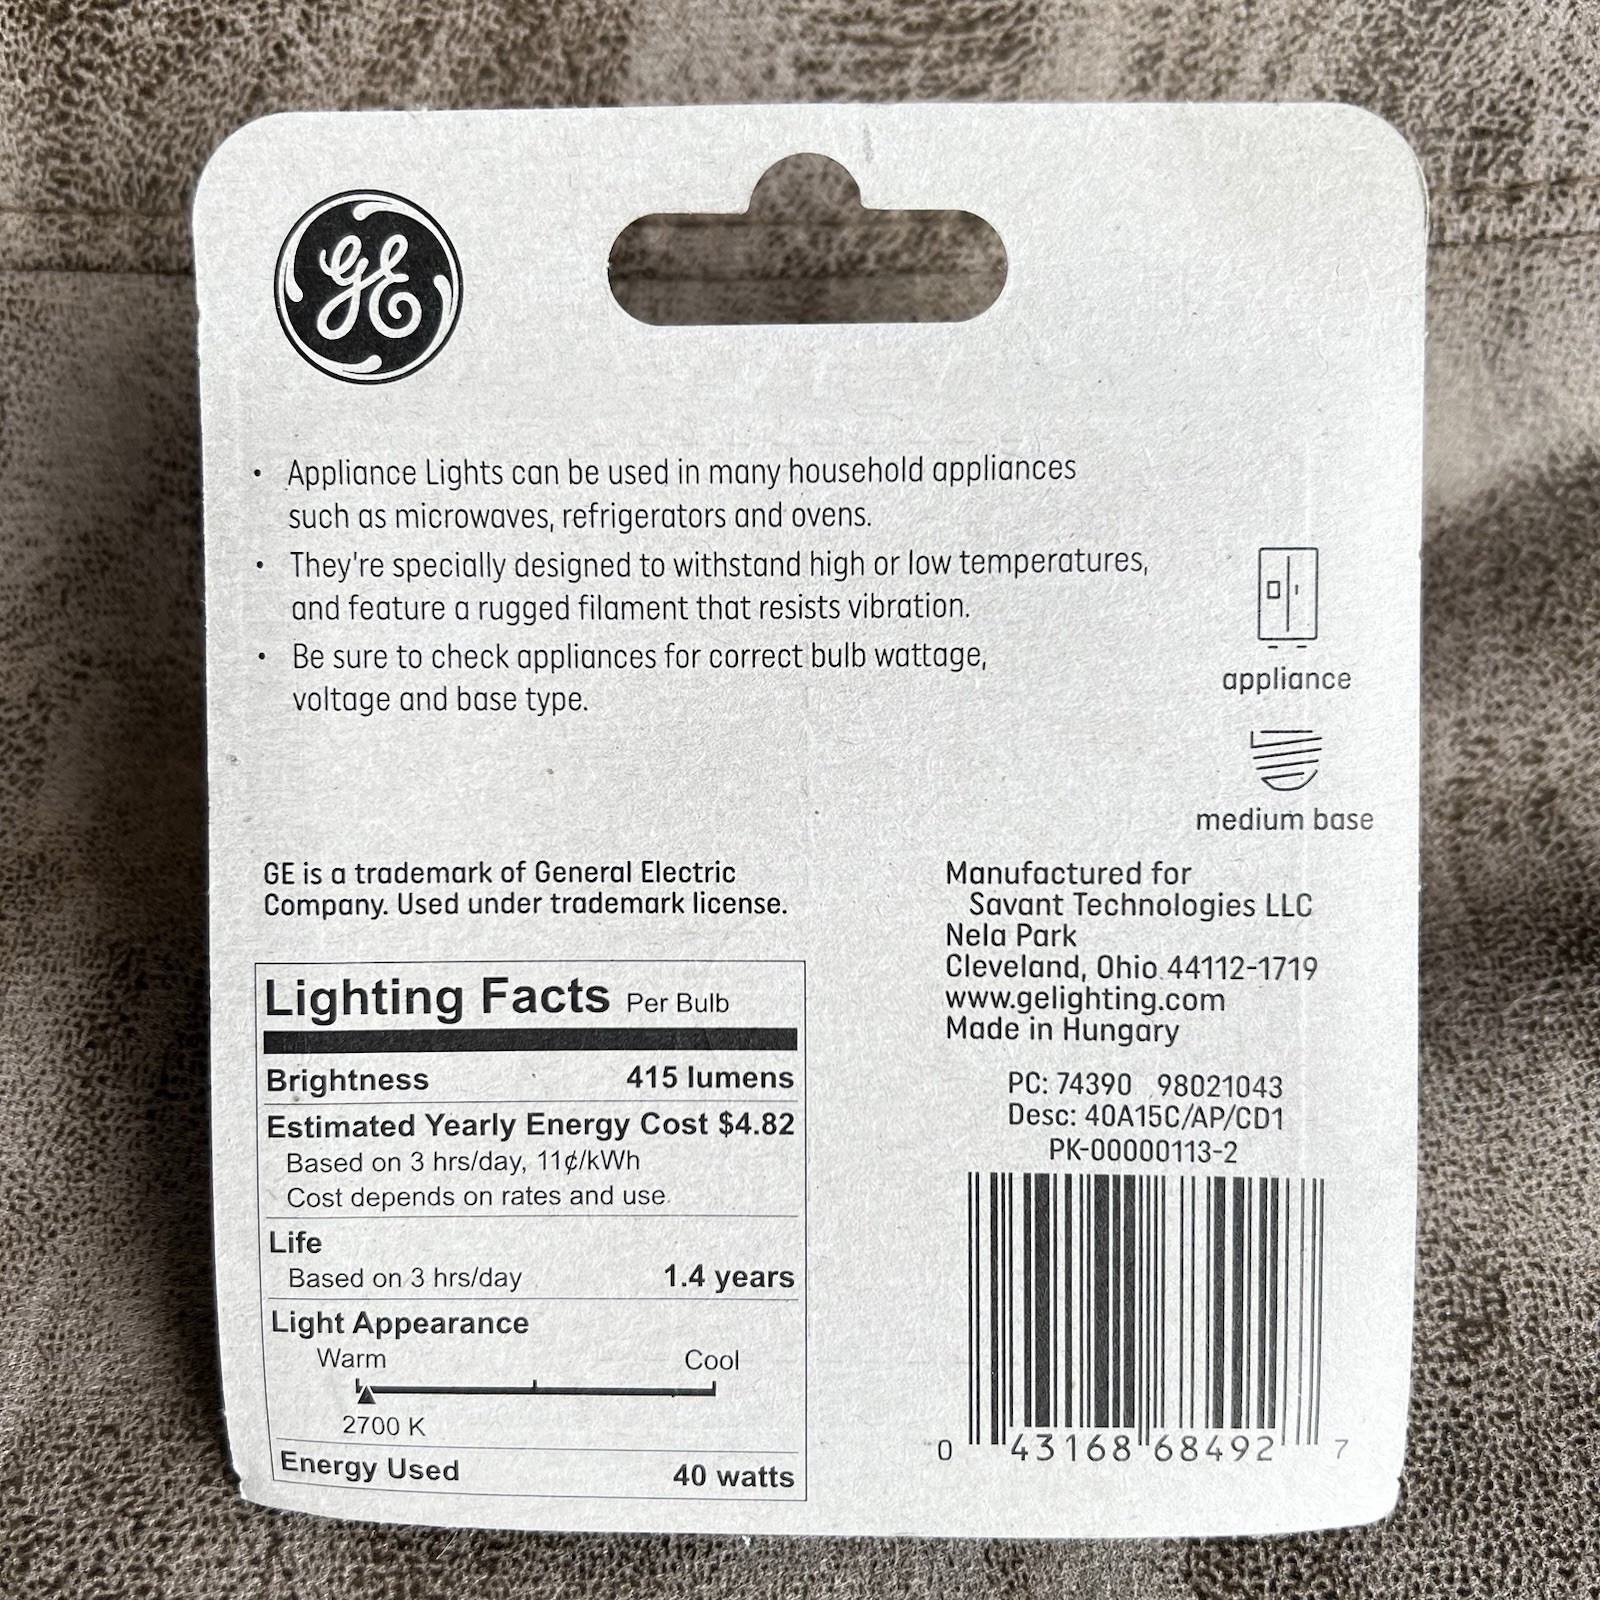 GE
• Appliance Lights can be used in many household appliances
such as microwaves, refrigerators and ovens.
• They're specially designed to withstand high or low temperatures,
and feature a rugged filament that resists vibration.
• Be sure to check appliances for correct bulb wattage,
voltage and base type.
appliance
medium base
GE is a trademark of General Electric
Company. Used under trademark license.
Lighting Facts Per Bulb
Brightness 415 lumens
Estimated Yearly Energy Cost $4.82
Based on 3 hrs/day, 11¢/kWh
Cost depends on rates and use.
Life
Based on 3 hrs/day 1.4 years
Light Appearance
Warm Cool
2700 K
Energy Used 40 watts
Manufactured for
Savant Technologies LLC
Nela Park
Cleveland, Ohio 44112-1719
www.gelighting.com
Made in Hungary
PC: 74390 98021043
Desc: 40A15C/AP/CD1
PK-00000113-2
0 43168 68492 7